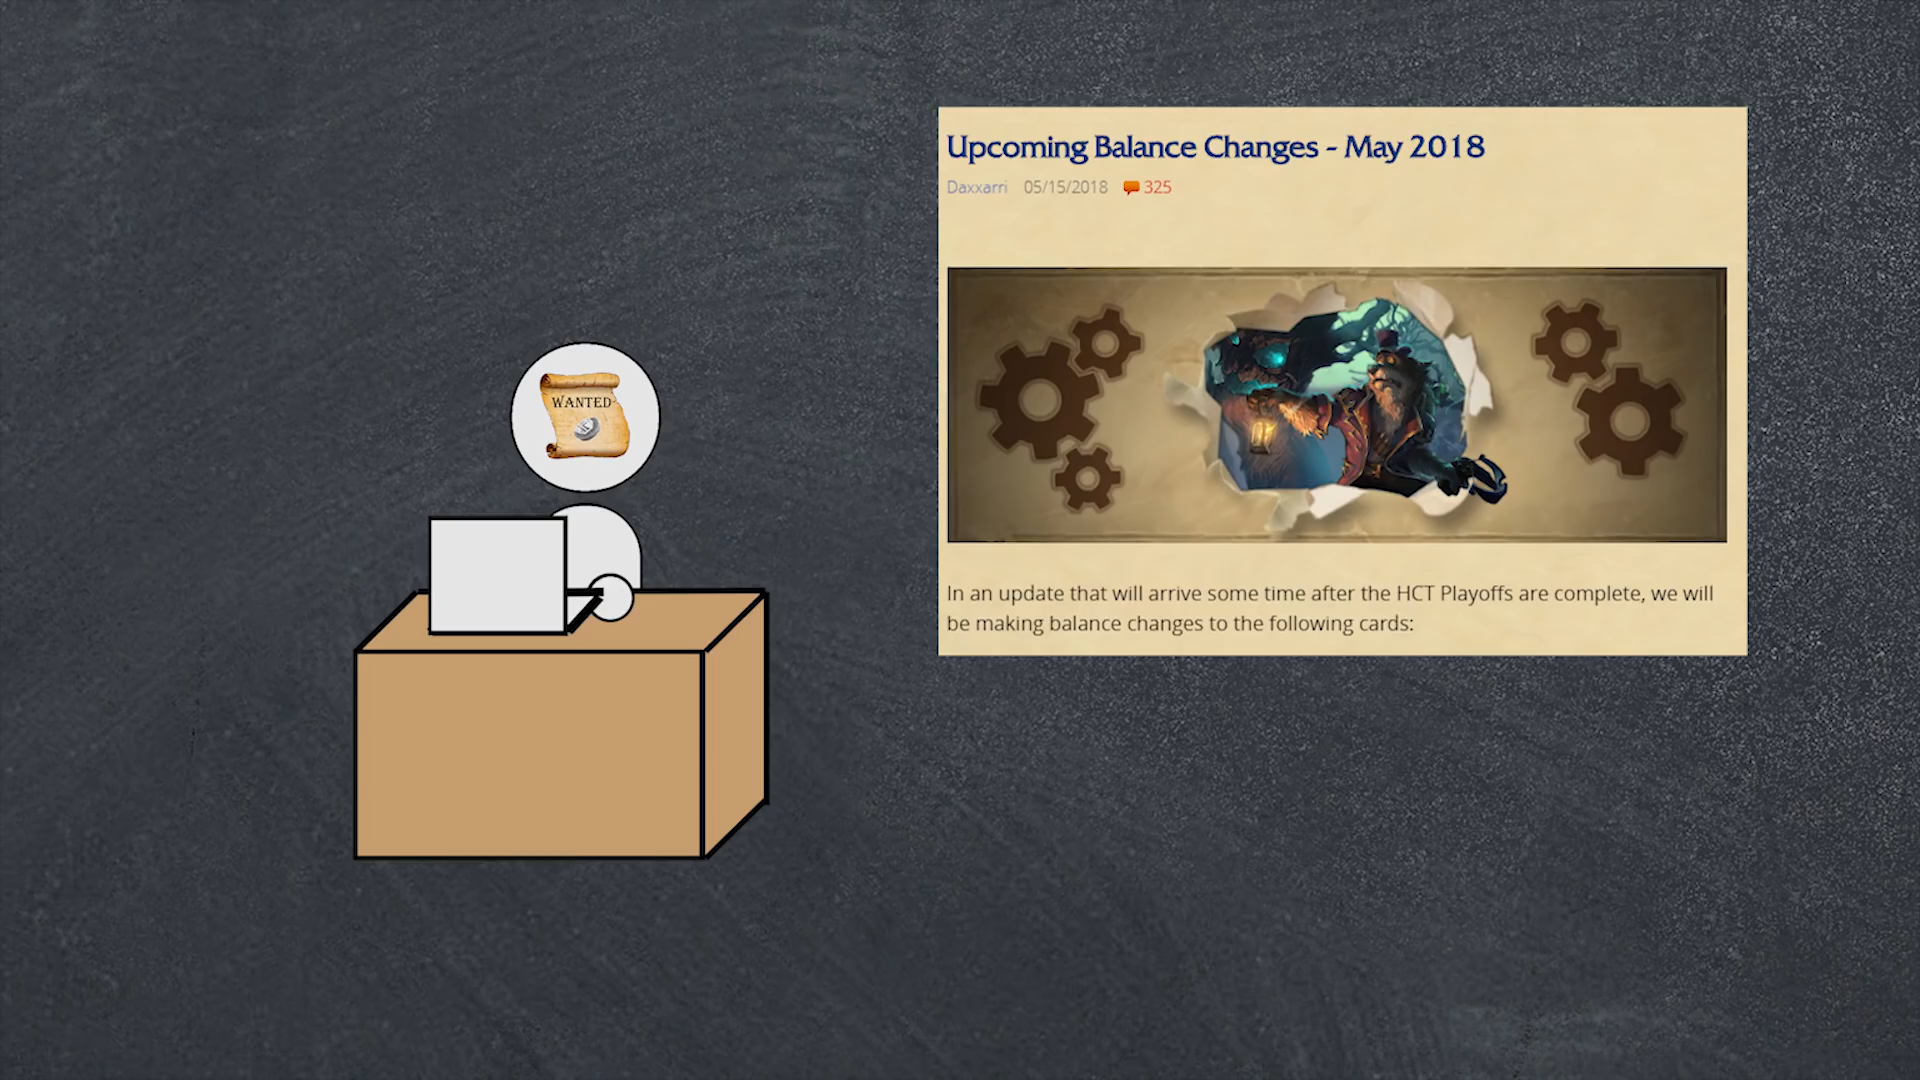 WANTED
Upcoming Balance Changes - May 2018
Daxxarri 05/15/2018 325
In an update that will arrive some time after the HCT Playoffs are complete, we will
be making balance changes to the following cards: